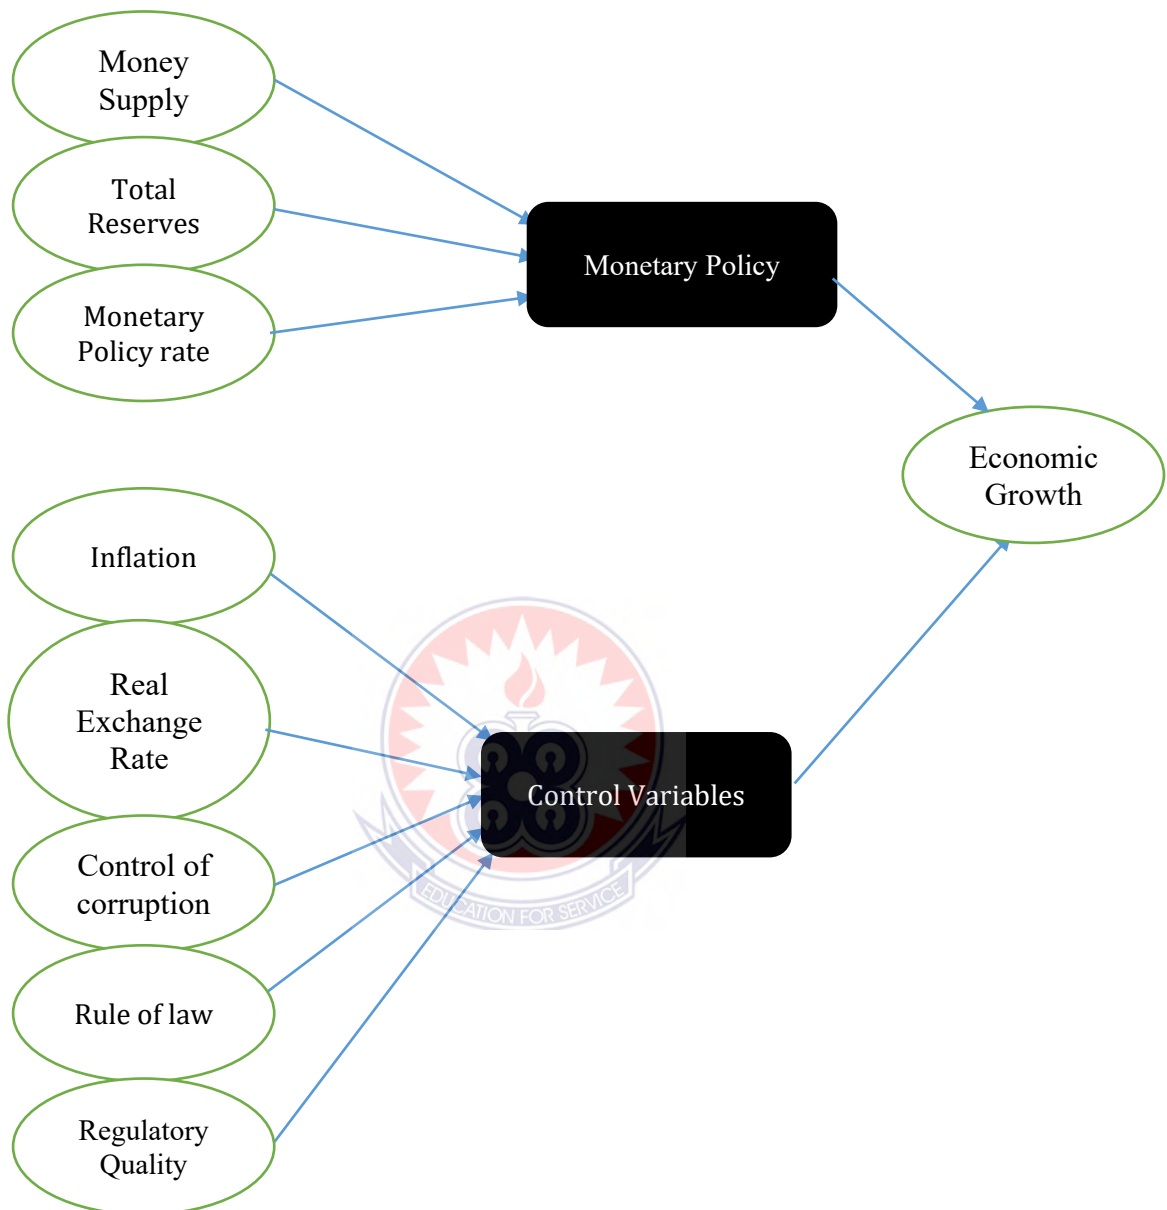 Money
Supply
Total
Reserves
Monetary
Policy rate
Monetary Policy
Economic
Growth
Inflation
Real
Exchange
Rate
Control of
corruption
Rule of law
Regulatory
Quality
Control Variables
EDUCATION FOR SERVICE